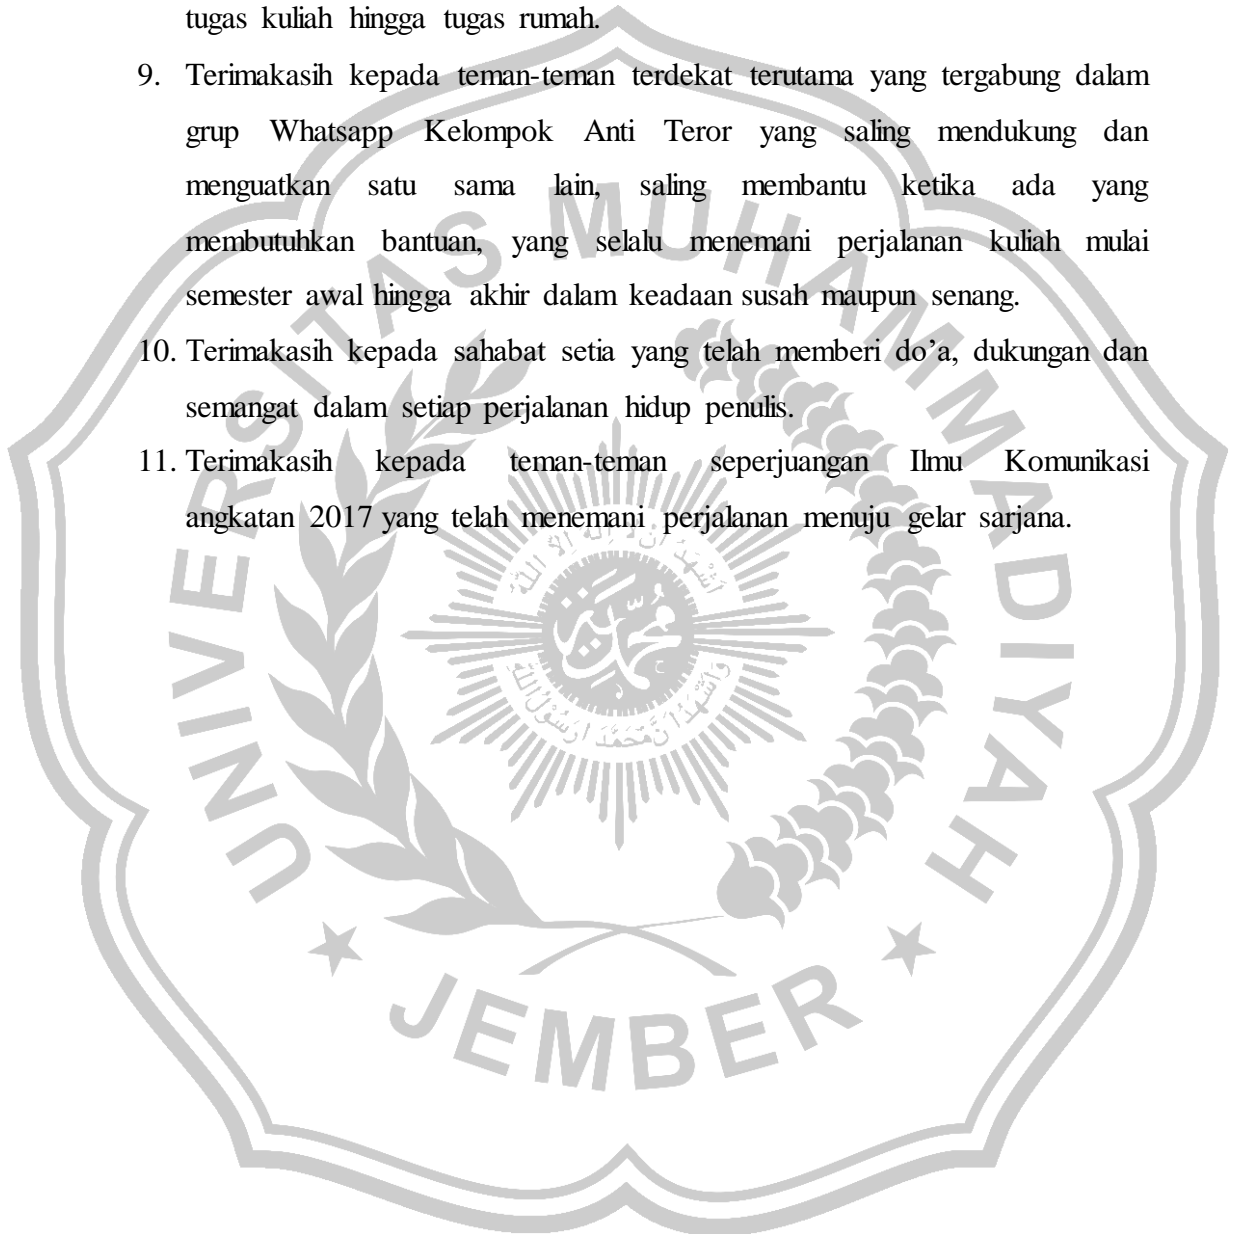 tugas kuliah hingga tugas rumah.
9. Terimakasih kepada teman-teman terdekat terutama yang tergabung dalam
grup Whatsapp Kelompok Anti Teror yang saling mendukung dan
menguatkan satu sama lain, saling membantu ketika ada yang
membutuhkan bantuan, yang selalu menemani perjalanan kuliah mulai
semester awal hingga akhir dalam keadaan susah maupun senang.
10. Terimakasih kepada sahabat setia yang telah memberi do’a, dukungan dan
semangat dalam setiap perjalanan hidup penulis.
11. Terimakasih kepada teman-teman seperjuangan Ilmu Komunikasi
angkatan 2017 yang telah menemani perjalanan menuju gelar sarjana.
UNIVERSITAS MUHAMMADIYAH
JEMBER